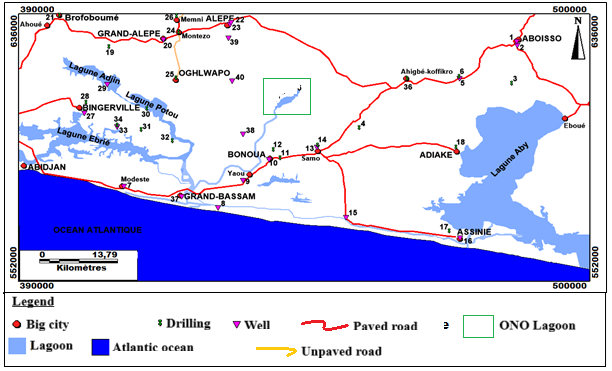 390000
500000
636000
636000
21
Brofoboumé
26
Memni
ALEPE
22
Ahoué
24
Montezo
23
GRAND-ALEPE
20
39
1
ABOISSO
2
19
Lagune Adjin
OGHLWAPO
25
40
Ahigbé-koffikro
6
5
36
3
29
Lagune Potou
28
BINGERVILLE
27
30
Eboué
34
33
31
38
4
Lagune Ebrié
32
12
14
18
BONOUA
11
13
Samo
ADIAKE
Lagune Aby
10
ABIDJAN
Yaou
9
Modeste
7
37
GRAND-BASSAM
8
15
17
ASSINIE
16
OCEAN ATLANTIQUE
0
13,79
Kilomètres
N
552000
552000
390000
500000
Legend
Big city
Drilling
Well
Paved road
e
ONO Lagoon
Lagoon
Atlantic ocean
Unpaved road